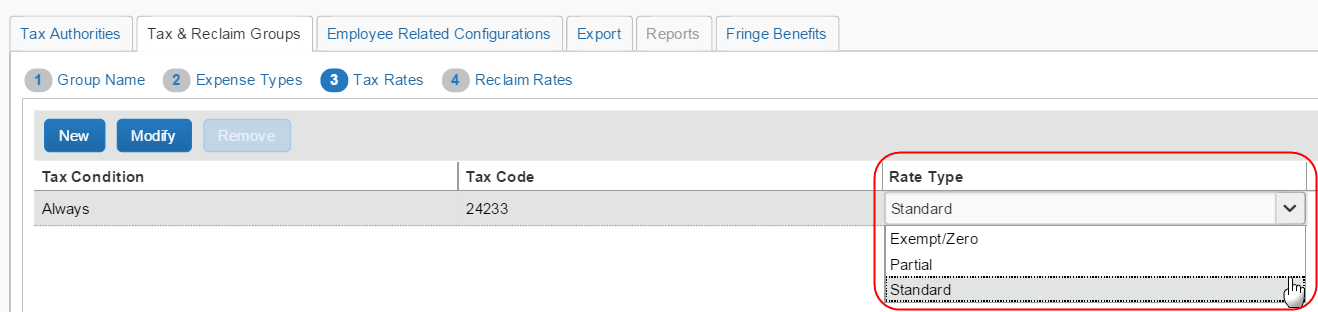 Tax Authorities Tax & Reclaim Groups Employee Related Configurations Export Reports Fringe Benefits
1 Group Name 2 Expense Types 3 Tax Rates 4 Reclaim Rates
New Modify Remove
Tax Condition Tax Code Rate Type
Always 24233 Standard
Exempt/Zero
Partial
Standard